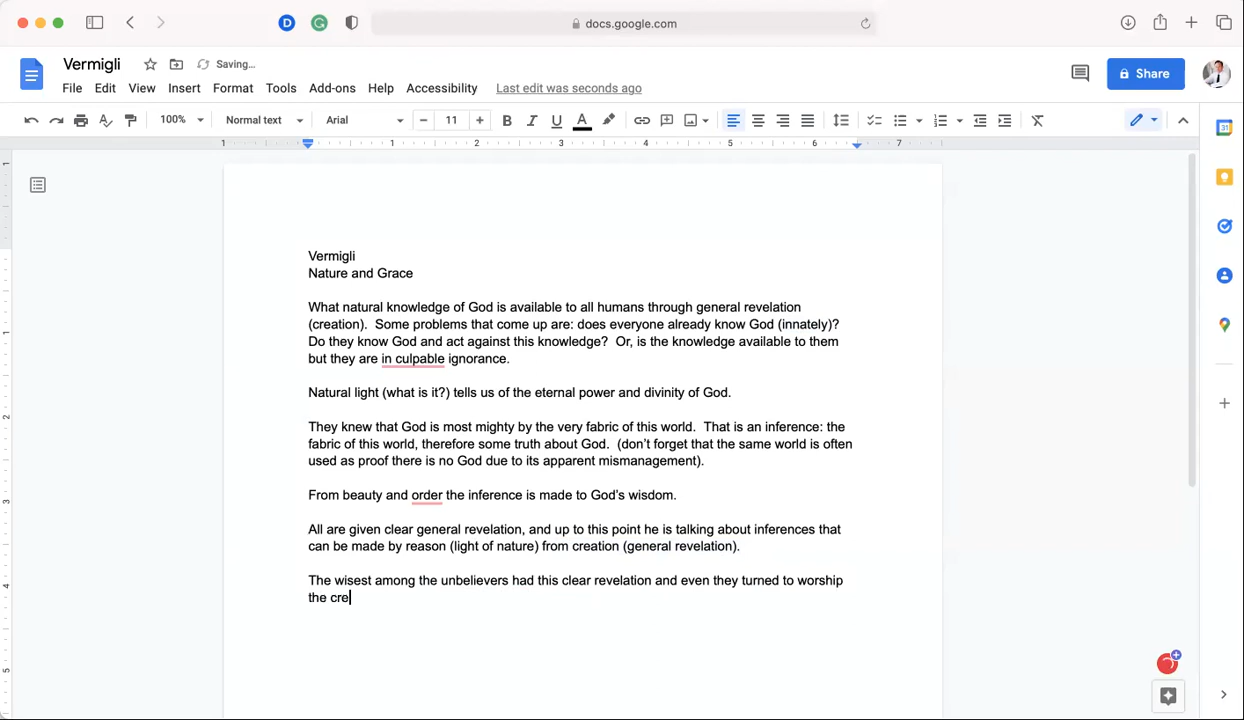 docs.google.com
Vermigli
Saving...
Share
File Edit View Insert Format Tools Add-ons Help Accessibility Last edit was seconds ago
100% Normal text Arial 11
1 1 2 3 4 5 6 7
Vermigli
Nature and Grace
What natural knowledge of God is available to all humans through general revelation
(creation).  Some problems that come up are: does everyone already know God (innately)?
Do they know God and act against this knowledge?  Or, is the knowledge available to them
but they are in culpable ignorance.
Natural light (what is it?) tells us of the eternal power and divinity of God.
They knew that God is most mighty by the very fabric of this world.  That is an inference: the
fabric of this world, therefore some truth about God.  (don't forget that the same world is often
used as proof there is no God due to its apparent mismanagement).
From beauty and order the inference is made to God's wisdom.
All are given clear general revelation, and up to this point he is talking about inferences that
can be made by reason (light of nature) from creation (general revelation).
The wisest among the unbelievers had this clear revelation and even they turned to worship
the cre